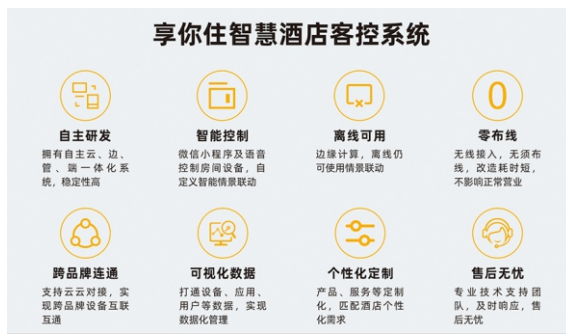 享你住智慧酒店客控系统
自主研发
拥有自主云、边、
管、端一体化系
统，稳定性高
智能控制
微信小程序及语音
控制房间设备，自
定义智能情景联动
离线可用
边缘计算，离线仍
可使用情景联动
0
零布线
无线接入，无须布
线，改造耗时短，
不影响正常营业
跨品牌连通
支持云云对接，实
现跨品牌设备互联
互通
可视化数据
打通设备、应用、
用户等数据，实现
数据化管理
个性化定制
产品、服务等定制
化，匹配酒店个性
化需求
售后无忧
专业技术支持团
队，及时响应，售
后无忧